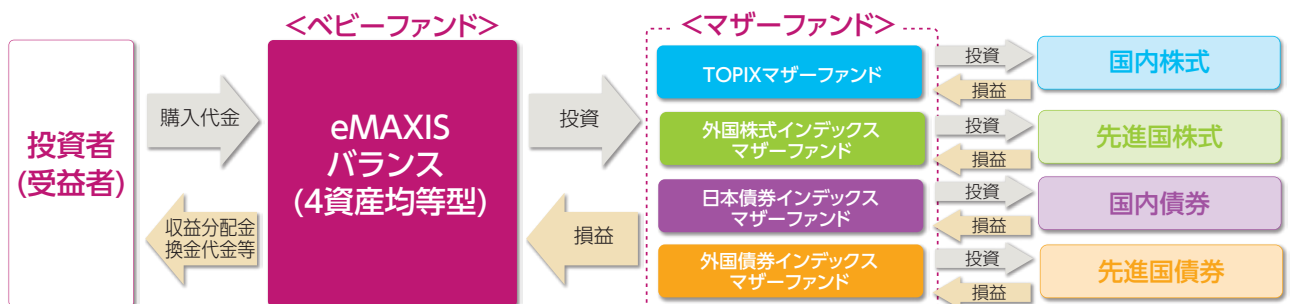 <ベビーファンド>
<マザーファンド>
投資者
(受益者)
購入代金
収益分配金
換金代金等
eMAXIS
バランス
(4資産均等型)
投資
損益
TOPIXマザーファンド
投資
損益
国内株式
外国株式インデックス
マザーファンド
投資
損益
先進国株式
日本債券インデックス
マザーファンド
投資
損益
国内債券
外国債券インデックス
マザーファンド
投資
損益
先進国債券